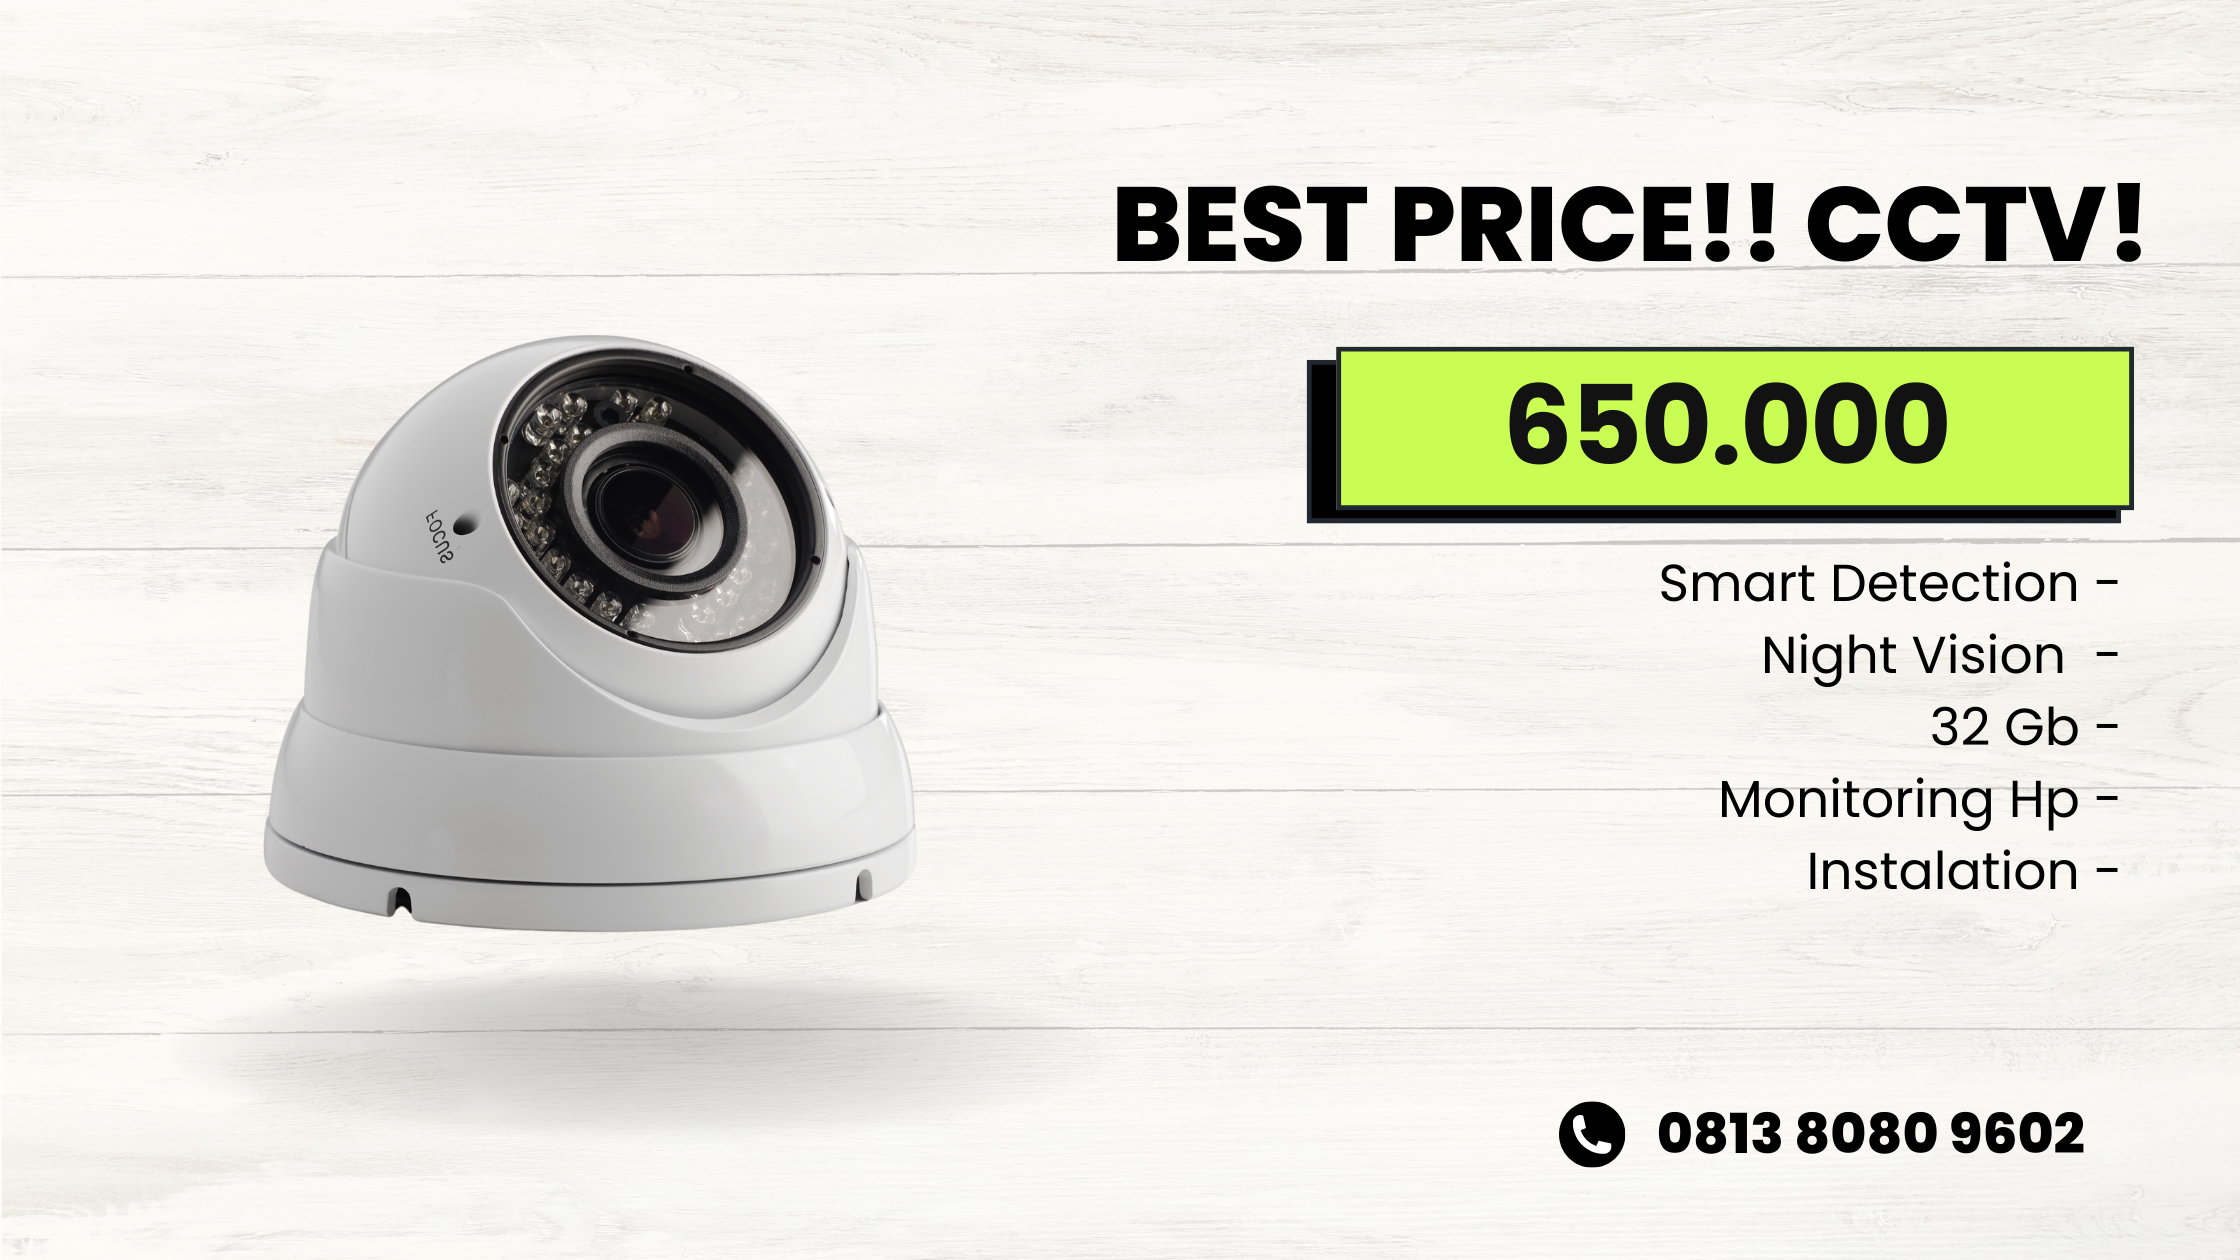 BEST PRICE!! CCTV!
650.000
Smart Detection -
Night Vision -
32 Gb -
Monitoring Hp -
Instalation -
0813 8080 9602
FOCUS